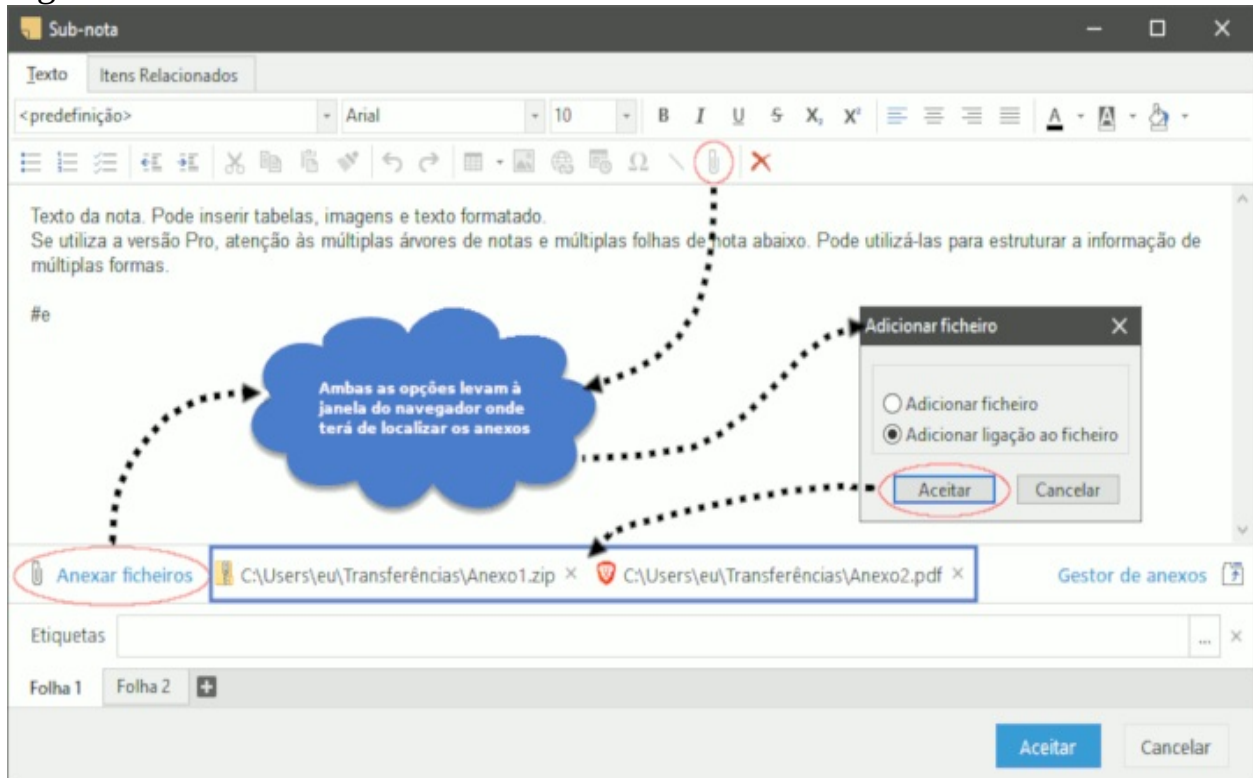 Sub-nota
Texto Itens Relacionados
<predefinição> Arial 10 B I U S X₂ X² A A
Ω
Texto da nota. Pode inserir tabelas, imagens e texto formatado.
Se utiliza a versão Pro, atenção às múltiplas árvores de notas e múltiplas folhas de nota abaixo. Pode utilizá-las para estruturar a informação de
múltiplas formas.
#e
Ambas as opções levam à
janela do navegador onde
terá de localizar os anexos
Adicionar ficheiro
Adicionar ficheiro
Adicionar ligação ao ficheiro
Aceitar Cancelar
Anexar ficheiros C:\Users\eu\Transferências\Anexo1.zip × C:\Users\eu\Transferências\Anexo2.pdf × Gestor de anexos
Etiquetas ... ×
Folha 1 Folha 2 +
Aceitar Cancelar